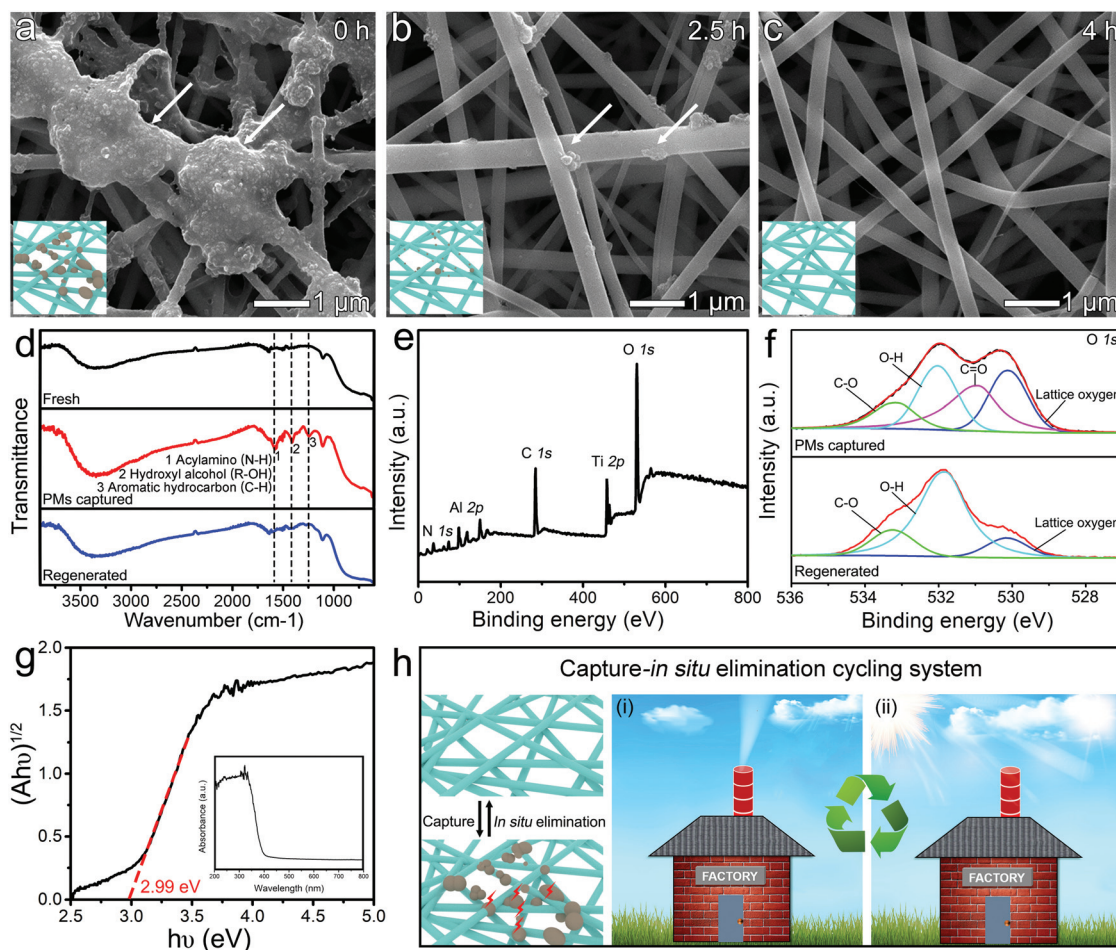 a
0 h
1 µm
b
2.5 h
1 µm
c
4 h
1 µm
d
Transmittance
Fresh
1
2
3
1 Acylamino (N-H)
2 Hydroxyl alcohol (R-OH)
3 Aromatic hydrocarbon (C-H)
PMs captured
Regenerated
3500 3000 2500 2000 1500 1000
Wavenumber (cm-1)
e
Intensity (a.u.)
O 1s
C 1s
Ti 2p
Al 2p
N 1s
0 200 400 600 800
Binding energy (eV)
f
Intensity (a.u.)
O 1s
O-H
C=O
C-O
Lattice oxygen
PMs captured
O-H
C-O
Lattice oxygen
Regenerated
536 534 532 530 528
Binding energy (eV)
g
(Ahυ)1/2
2.0
1.5
1.0
0.5
0.0
2.99 eV
2.5 3.0 3.5 4.0 4.5 5.0
hυ (eV)
Absorbance (a.u.)
200 300 400 500 600 700 800
Wavelength (nm)
h
Capture-in situ elimination cycling system
Capture
In situ elimination
(i)
FACTORY
(ii)
FACTORY